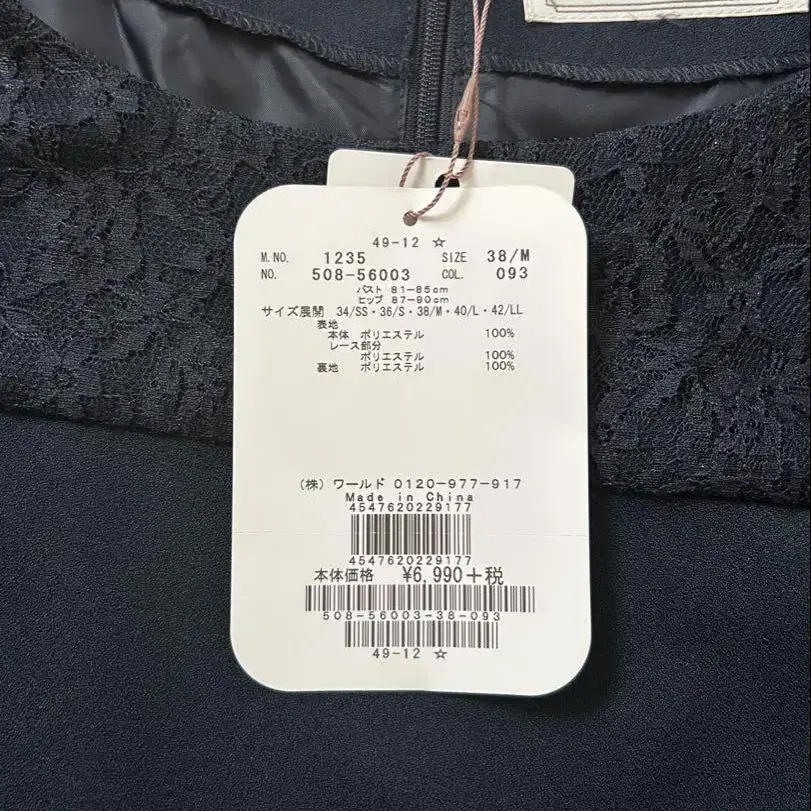 49-12 ☆
M.NO. 1235 SIZE 38/M
NO. 508-56003 COL. 093
バスト 81-85cm
ヒップ 87-90cm
サイズ展開 34/SS・36/S・38/M・40/L・42/LL
表地
本体 ポリエステル 100%
レース部分
ポリエステル 100%
裏地 ポリエステル 100%
(株)ワールド 0120-977-917
Made in China
4547620229177
4547620229177
本体価格 ¥6,990+税
508-56003-38-093
49-12 ☆